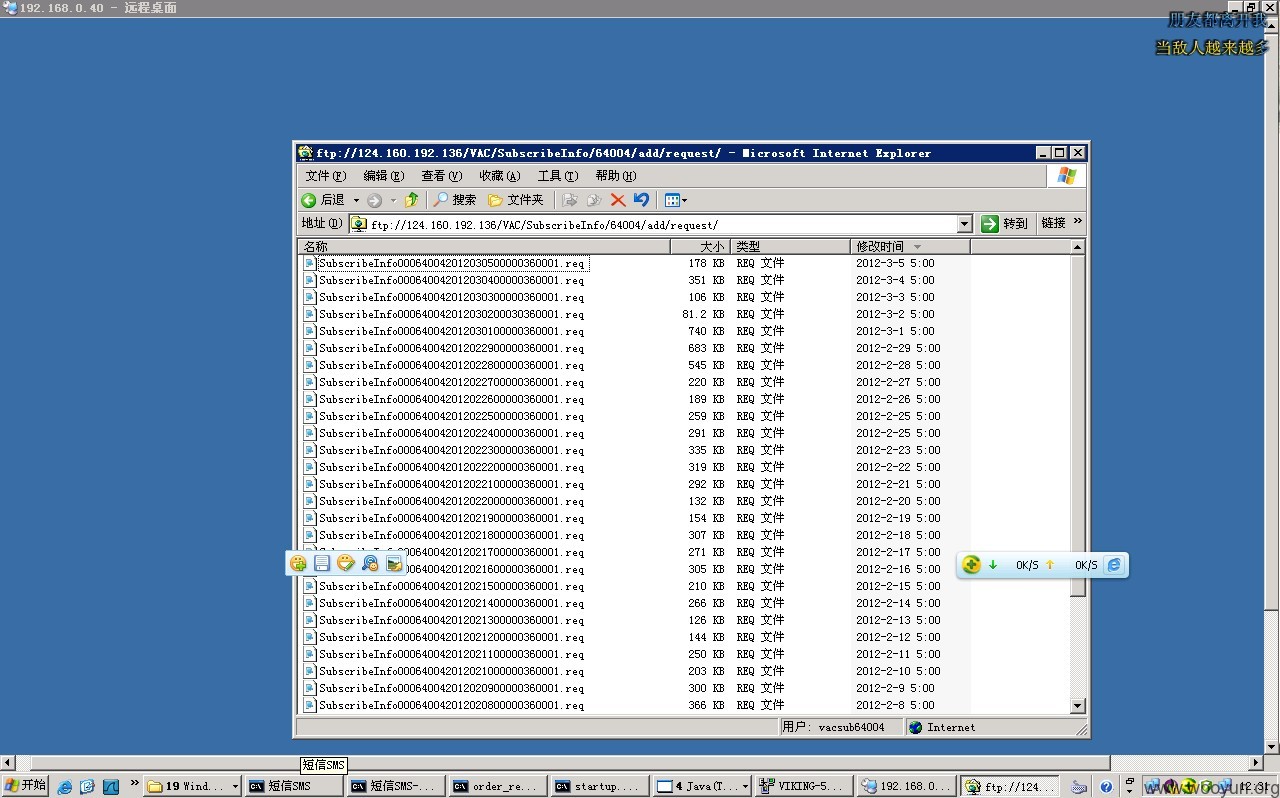 192.168.0.40 - 远程桌面
朋友都离开我
当敌人越来越多
ftp://124.160.192.136/VAC/SubscribeInfo/64004/add/request/ - Microsoft Internet Explorer
文件(F) 编辑(E) 查看(V) 收藏(A) 工具(T) 帮助(H)
后退 搜索 文件夹
地址(D) ftp://124.160.192.136/VAC/SubscribeInfo/64004/add/request/ 转到 链接 »
名称 大小 类型 修改时间
SubscribeInfo000640042012030500000360001.req 178 KB REQ 文件 2012-3-5 5:00
SubscribeInfo000640042012030400000360001.req 351 KB REQ 文件 2012-3-4 5:00
SubscribeInfo000640042012030300000360001.req 106 KB REQ 文件 2012-3-3 5:00
SubscribeInfo000640042012030200030360001.req 81.2 KB REQ 文件 2012-3-2 5:00
SubscribeInfo000640042012030100000360001.req 740 KB REQ 文件 2012-3-1 5:00
SubscribeInfo000640042012022900000360001.req 683 KB REQ 文件 2012-2-29 5:00
SubscribeInfo000640042012022800000360001.req 545 KB REQ 文件 2012-2-28 5:00
SubscribeInfo000640042012022700000360001.req 220 KB REQ 文件 2012-2-27 5:00
SubscribeInfo000640042012022600000360001.req 189 KB REQ 文件 2012-2-26 5:00
SubscribeInfo000640042012022500000360001.req 259 KB REQ 文件 2012-2-25 5:00
SubscribeInfo000640042012022400000360001.req 291 KB REQ 文件 2012-2-25 5:00
SubscribeInfo000640042012022300000360001.req 335 KB REQ 文件 2012-2-23 5:00
SubscribeInfo000640042012022200000360001.req 319 KB REQ 文件 2012-2-22 5:00
SubscribeInfo000640042012022100000360001.req 292 KB REQ 文件 2012-2-21 5:00
SubscribeInfo000640042012022000000360001.req 132 KB REQ 文件 2012-2-20 5:00
SubscribeInfo000640042012021900000360001.req 154 KB REQ 文件 2012-2-19 5:00
SubscribeInfo000640042012021800000360001.req 307 KB REQ 文件 2012-2-18 5:00
042012021700000360001.req 271 KB REQ 文件 2012-2-17 5:00
042012021600000360001.req 305 KB REQ 文件 2012-2-16 5:00
0K/S 0K/S
SubscribeInfo000640042012021500000360001.req 210 KB REQ 文件 2012-2-15 5:00
SubscribeInfo000640042012021400000360001.req 266 KB REQ 文件 2012-2-14 5:00
SubscribeInfo000640042012021300000360001.req 126 KB REQ 文件 2012-2-13 5:00
SubscribeInfo000640042012021200000360001.req 144 KB REQ 文件 2012-2-12 5:00
SubscribeInfo000640042012021100000360001.req 250 KB REQ 文件 2012-2-11 5:00
SubscribeInfo000640042012021000000360001.req 203 KB REQ 文件 2012-2-10 5:00
SubscribeInfo000640042012020900000360001.req 300 KB REQ 文件 2012-2-9 5:00
SubscribeInfo000640042012020800000360001.req 366 KB REQ 文件 2012-2-8 5:00
用户: vacsub64004 Internet
短信SMS
开始 » 19 Wind... 短信SMS 短信SMS-... order_re... startup.... 4 Java(T... VIKING-5... 192.168.0... ftp://124... 12:31
www.wooyun.org